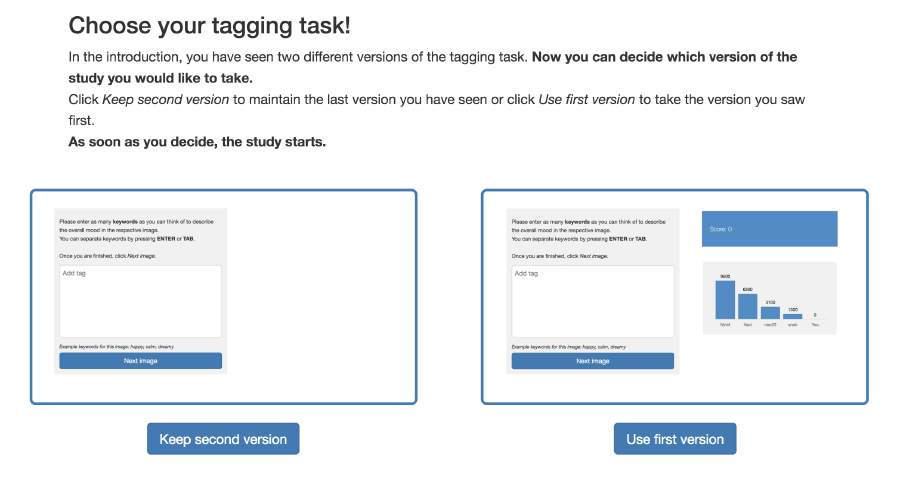 Choose your tagging task!
In the introduction, you have seen two different versions of the tagging task. Now you can decide which version of the
study you would like to take.
Click Keep second version to maintain the last version you have seen or click Use first version to take the version you saw
first.
As soon as you decide, the study starts.
Please enter as many keywords as you can think of to describe
the overall mood in the respective image.
You can separate keywords by pressing ENTER or TAB.
Once you are finished, click Next image.
Add tag
Example keywords for this image: happy, calm, dreamy
Next image
Keep second version
Please enter as many keywords as you can think of to describe
the overall mood in the respective image.
You can separate keywords by pressing ENTER or TAB.
Once you are finished, click Next image.
Add tag
Example keywords for this image: happy, calm, dreamy
Next image
Score: 0
9500
6300
3100
1300
0
You
Use first version